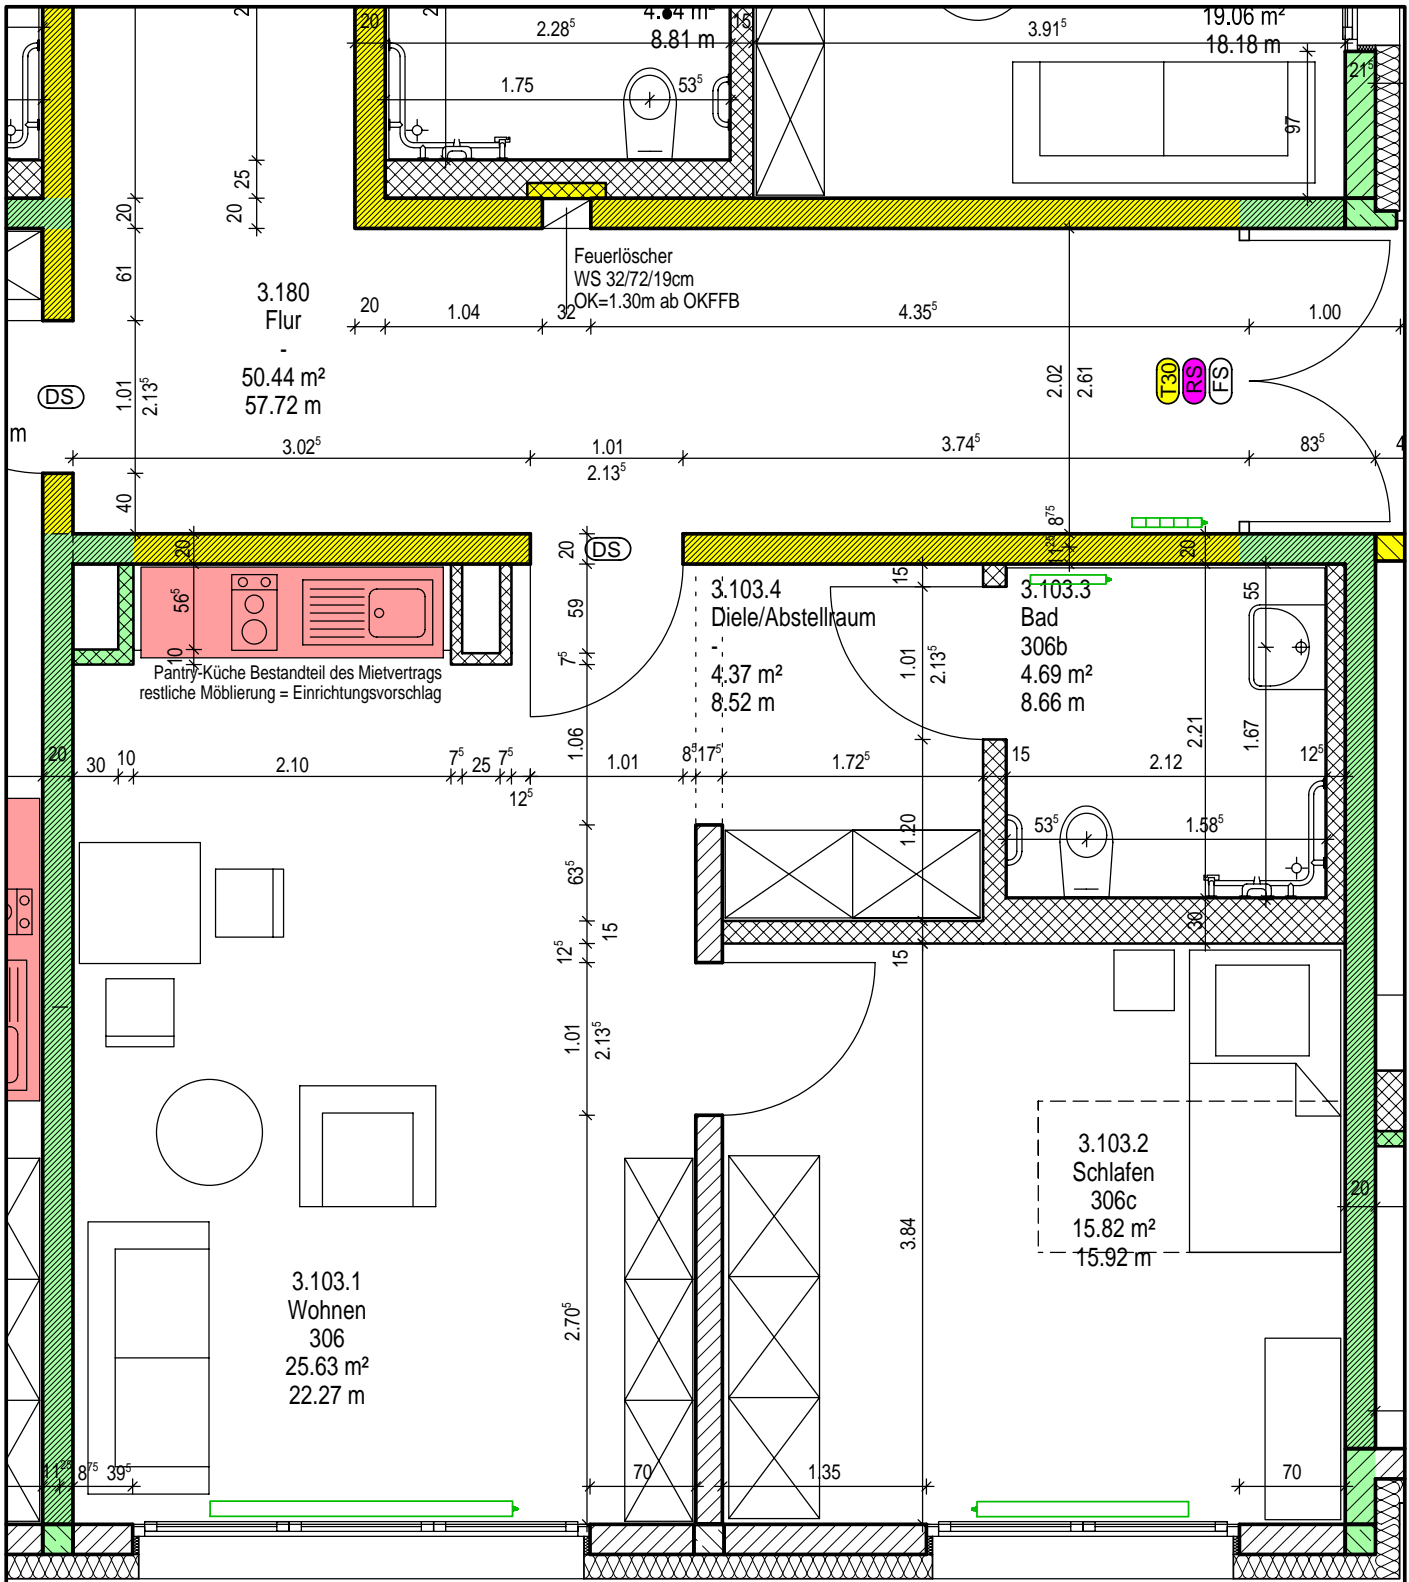 20
2.28⁵
8.81 m
15
3.91⁵
19.06 m²
18.18 m
21⁵
1.75
53⁵
97
25
20
20
61
3.180
Flur
-
50.44 m²
57.72 m
Feuerlöscher
WS 32/72/19cm
OK=1.30m ab OKFFB
20
1.04
32
4.35⁵
1.00
DS
1.01
2.13⁵
2.02
2.61
T30
RS
FS
m
3.02⁵
1.01
2.13⁵
3.74⁵
83⁵
4
40
20
20
DS
8⁷⁵
11²⁵
20
56⁵
10
59
7⁵
15
3.103.4
Diele/Abstellraum
-
4.37 m²
8.52 m
1.01
2.13⁵
3.103.3
Bad
306b
4.69 m²
8.66 m
55
Pantry-Küche Bestandteil des Mietvertrags
restliche Möblierung = Einrichtungsvorschlag
1.06
2.21
1.67
20
30
10
2.10
7⁵
25
7⁵
12⁵
1.01
8⁵
17⁵
1.72⁵
15
2.12
12⁵
1.20
53⁵
1.58⁵
63⁵
15
12⁵
30
15
1.01
2.13⁵
3.103.2
Schlafen
306c
15.82 m²
15.92 m
20
3.84
3.103.1
Wohnen
306
25.63 m²
22.27 m
2.70⁵
11²⁵
8⁷⁵
39⁵
70
1.35
70